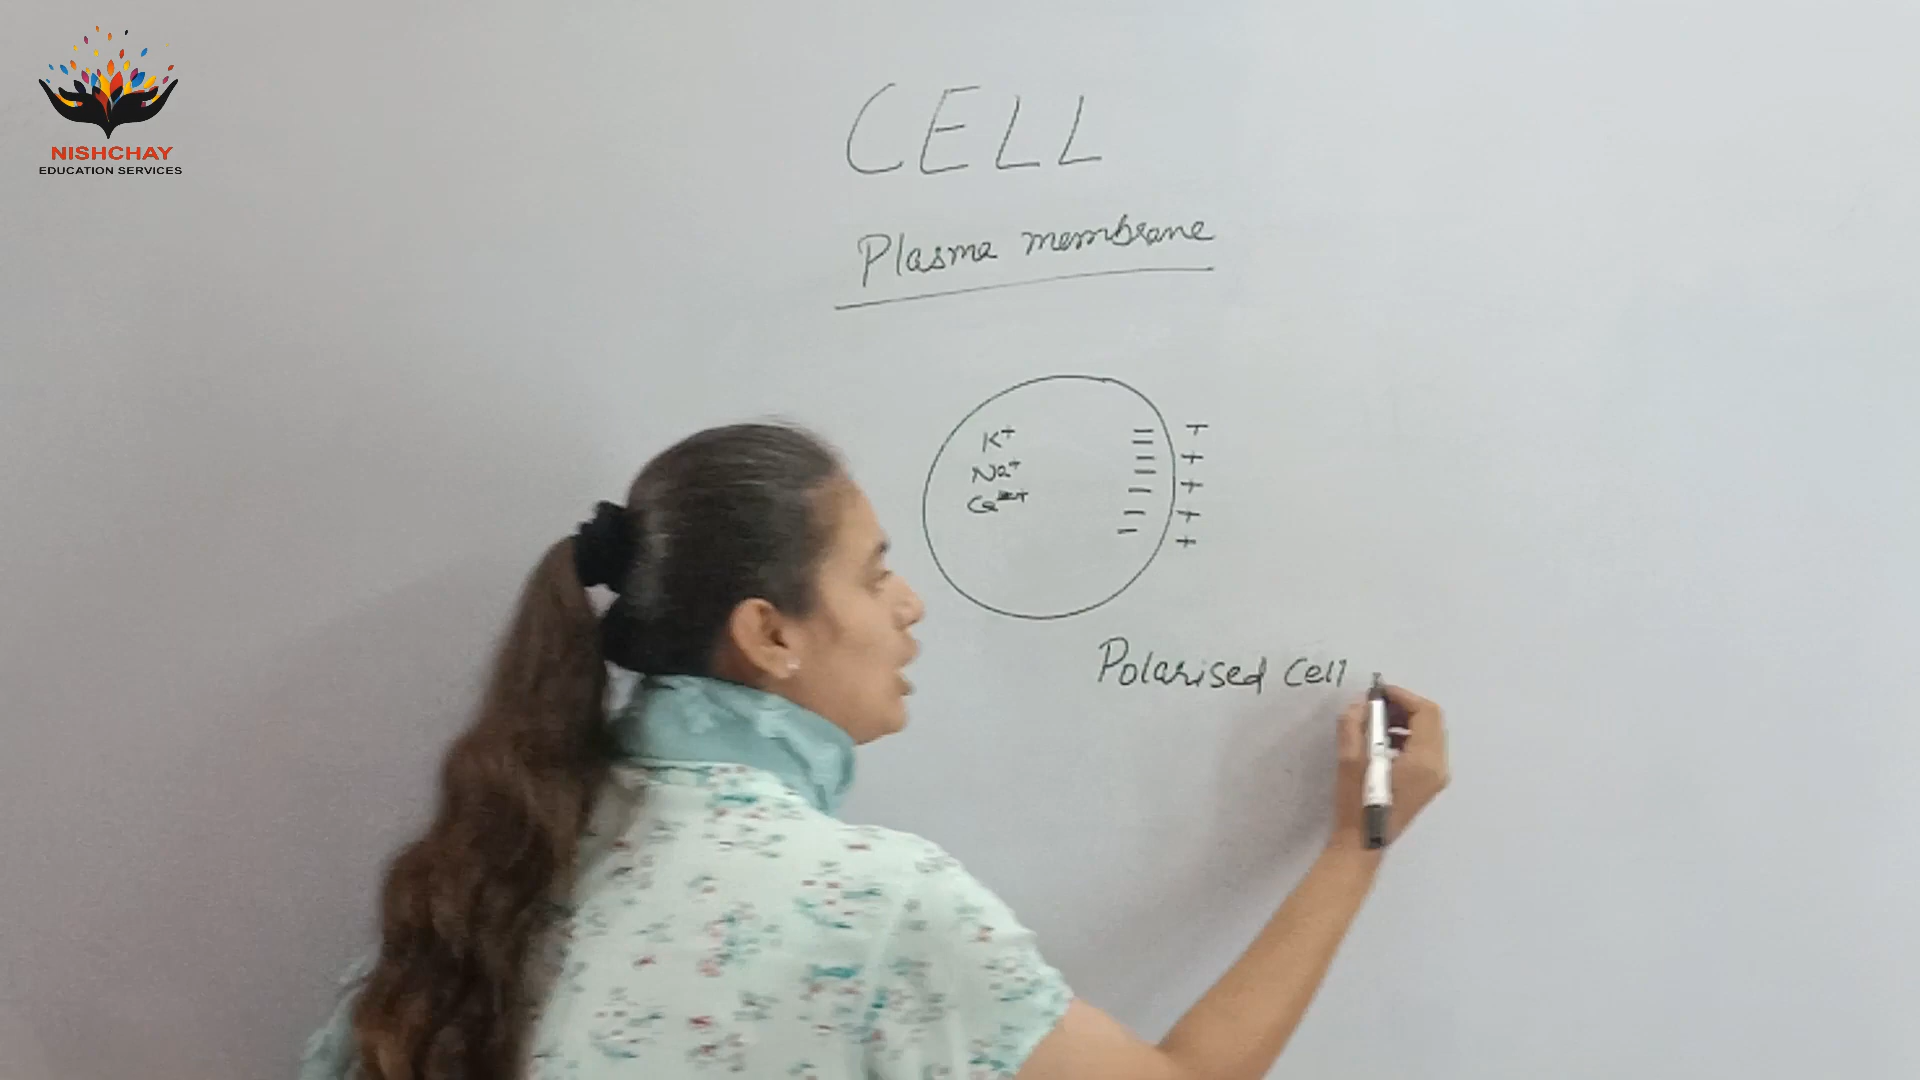 NISHCHAY
EDUCATION SERVICES
CELL
Plasma membrane
K+
Na+
Polarised cell